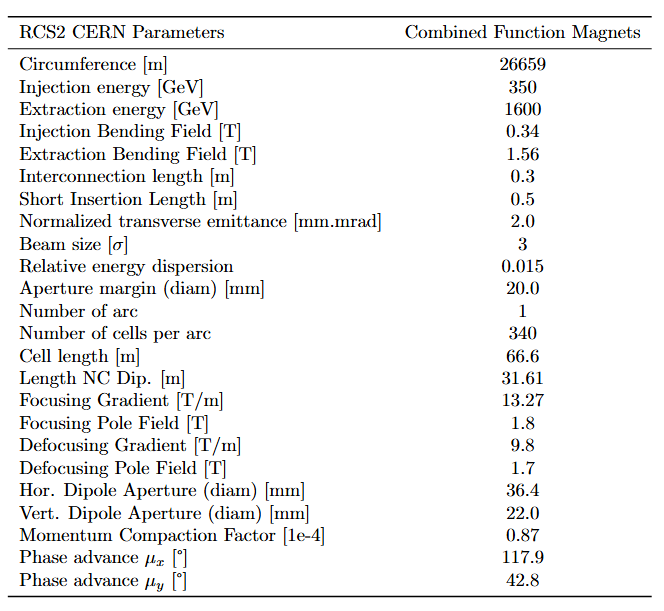 RCS2 CERN Parameters Combined Function Magnets
Circumference [m] 26659
Injection energy [GeV] 350
Extraction energy [GeV] 1600
Injection Bending Field [T] 0.34
Extraction Bending Field [T] 1.56
Interconnection length [m] 0.3
Short Insertion Length [m] 0.5
Normalized transverse emittance [mm.mrad] 2.0
Beam size [σ] 3
Relative energy dispersion 0.015
Aperture margin (diam) [mm] 20.0
Number of arc 1
Number of cells per arc 340
Cell length [m] 66.6
Length NC Dip. [m] 31.61
Focusing Gradient [T/m] 13.27
Focusing Pole Field [T] 1.8
Defocusing Gradient [T/m] 9.8
Defocusing Pole Field [T] 1.7
Hor. Dipole Aperture (diam) [mm] 36.4
Vert. Dipole Aperture (diam) [mm] 22.0
Momentum Compaction Factor [1e-4] 0.87
Phase advance μx [°] 117.9
Phase advance μy [°] 42.8